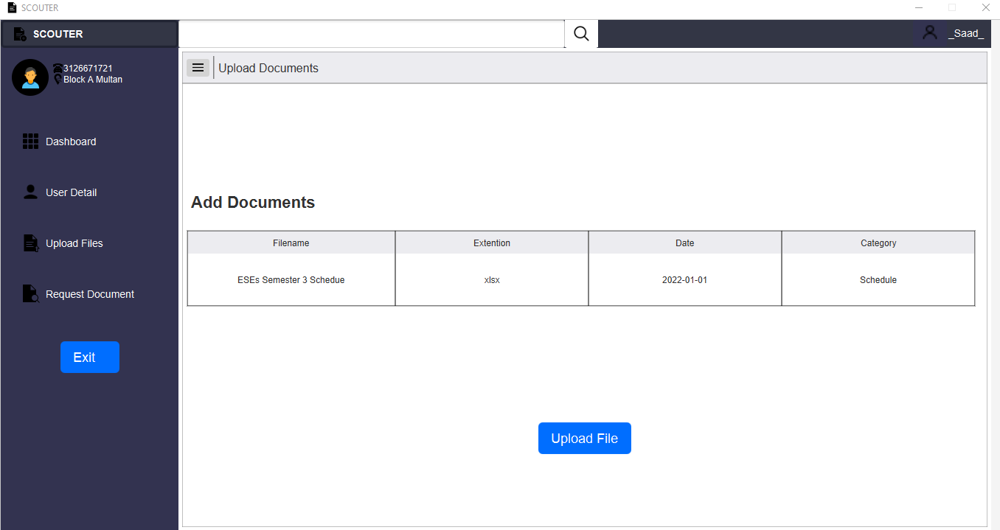 SCOUTER
SCOUTER
_Saad_
3126671721
Block A Multan
Upload Documents
Dashboard
User Detail
Upload Files
Request Document
Exit
Add Documents
Filename Extention Date Category
ESEs Semester 3 Schedue xlsx 2022-01-01 Schedule
Upload File